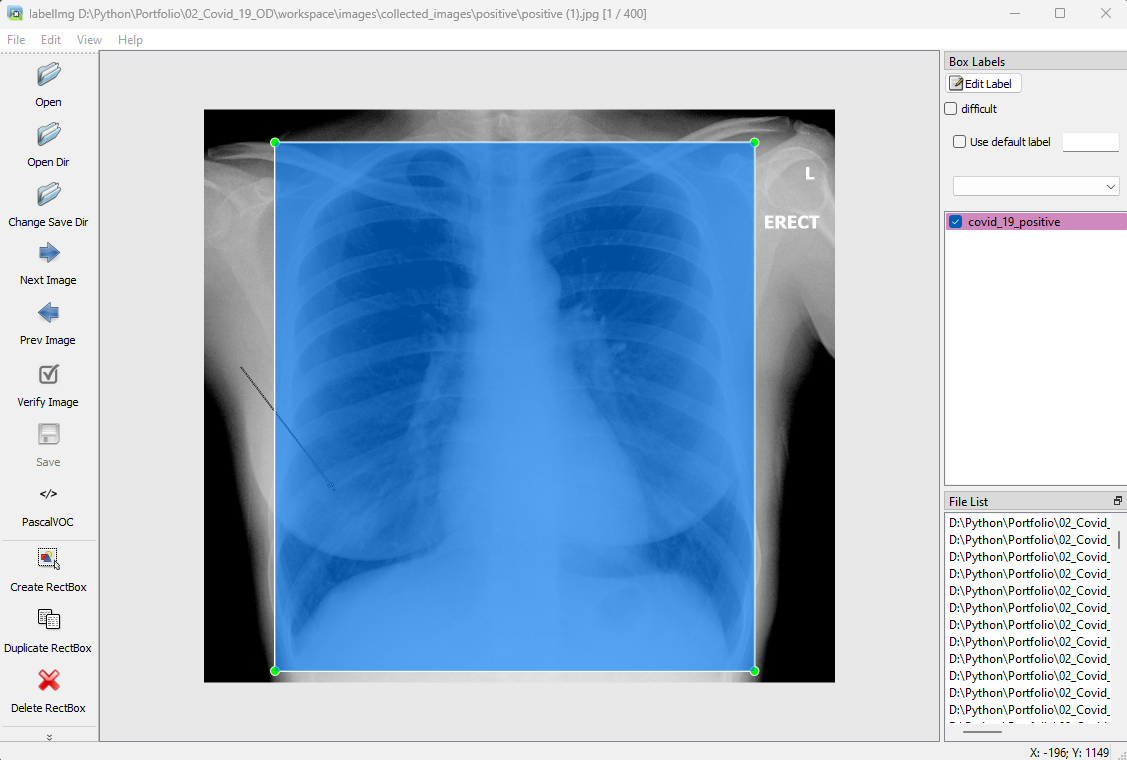 labelImg D:\Python\Portfolio\02_Covid_19_OD\workspace\images\collected_images\positive\positive (1).jpg [1 / 400]
File Edit View Help
Open
Open Dir
Change Save Dir
Next Image
Prev Image
Verify Image
Save
</>
PascalVOC
Create RectBox
Duplicate RectBox
Delete RectBox
L
ERECT
Box Labels
Edit Label
difficult
Use default label
covid_19_positive
File List
D:\Python\Portfolio\02_Covid_
D:\Python\Portfolio\02_Covid_
D:\Python\Portfolio\02_Covid_
D:\Python\Portfolio\02_Covid_
D:\Python\Portfolio\02_Covid_
D:\Python\Portfolio\02_Covid_
D:\Python\Portfolio\02_Covid_
D:\Python\Portfolio\02_Covid_
D:\Python\Portfolio\02_Covid_
D:\Python\Portfolio\02_Covid_
D:\Python\Portfolio\02_Covid_
D:\Python\Portfolio\02_Covid_
X: -196; Y: 1149